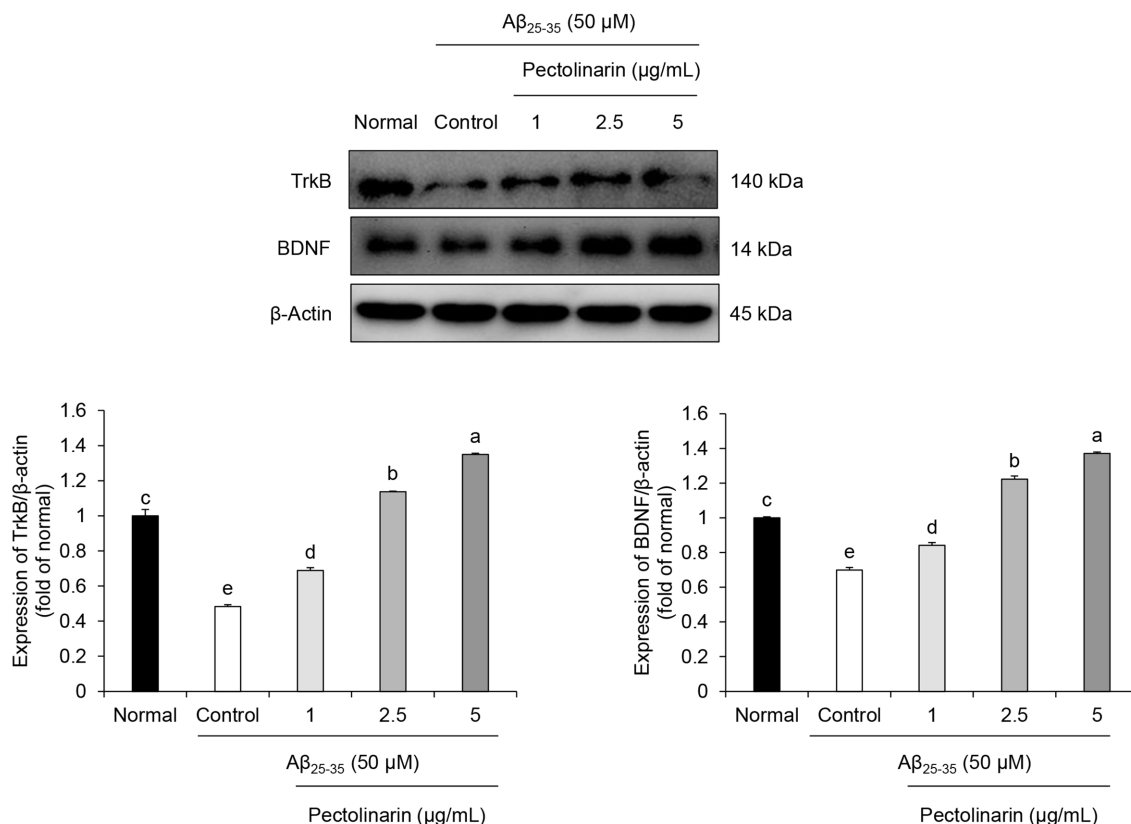 Aβ25-35 (50 µM)
Pectolinarin (µg/mL)
Normal Control 1 2.5 5
TrkB 140 kDa
BDNF 14 kDa
β-Actin 45 kDa
Expression of TrkB/β-actin
(fold of normal)
1.6
1.4
1.2
1
0.8
0.6
0.4
0.2
0
c
e
d
b
a
Normal Control 1 2.5 5
Aβ25-35 (50 µM)
Pectolinarin (µg/mL)
Expression of BDNF/β-actin
(fold of normal)
1.6
1.4
1.2
1
0.8
0.6
0.4
0.2
0
c
e
d
b
a
Normal Control 1 2.5 5
Aβ25-35 (50 µM)
Pectolinarin (µg/mL)